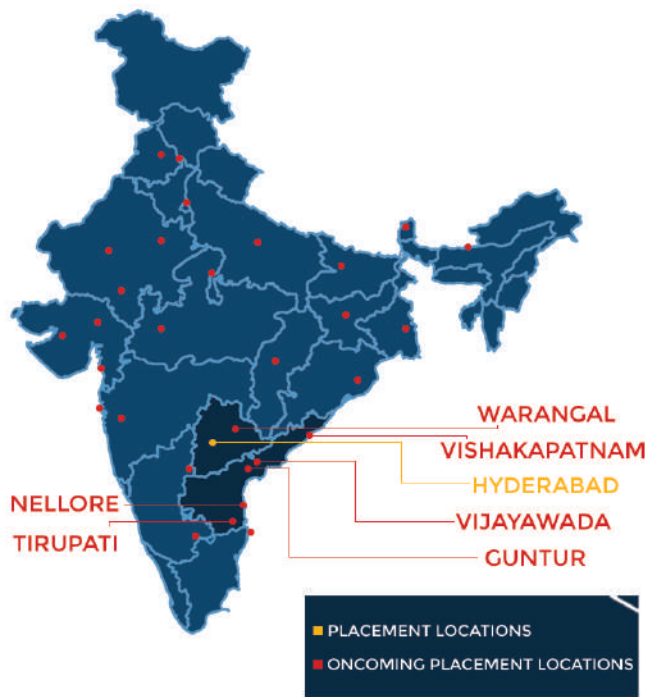 WARANGAL
VISHAKAPATNAM
HYDERABAD
NELLORE
VIJAYAWADA
TIRUPATI
GUNTUR
PLACEMENT LOCATIONS
ONCOMING PLACEMENT LOCATIONS